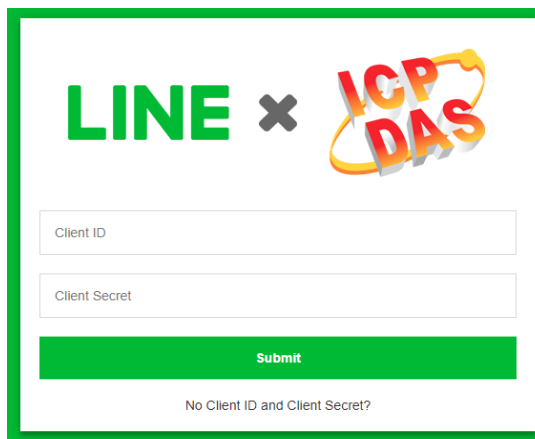 LINE × ICP DAS
Client ID
Client Secret
Submit
No Client ID and Client Secret?